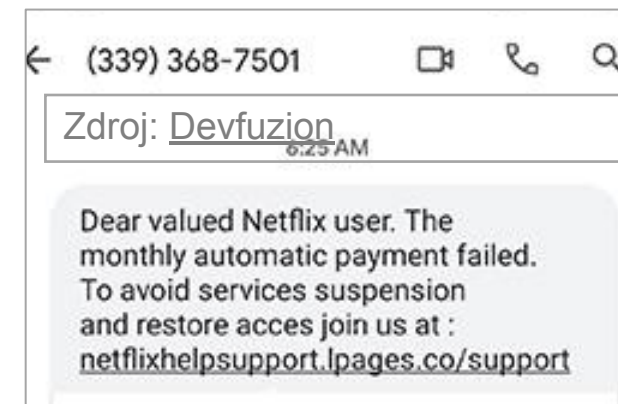 (339) 368-7501
Zdroj: Devfuzion
6:25 AM
Dear valued Netflix user. The
monthly automatic payment failed.
To avoid services suspension
and restore acces join us at :
netflixhelpsupport.lpages.co/support